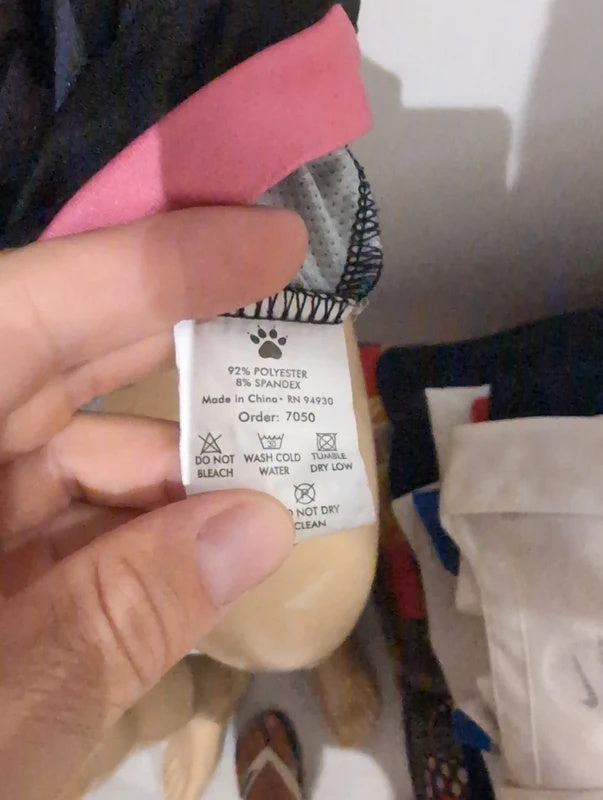 92% POLYESTER
8% SPANDEX
Made in China • RN 94930
Order: 7050
30
DO NOT BLEACH
WASH COLD WATER
TUMBLE DRY LOW
P
NOT DRY
CLEAN